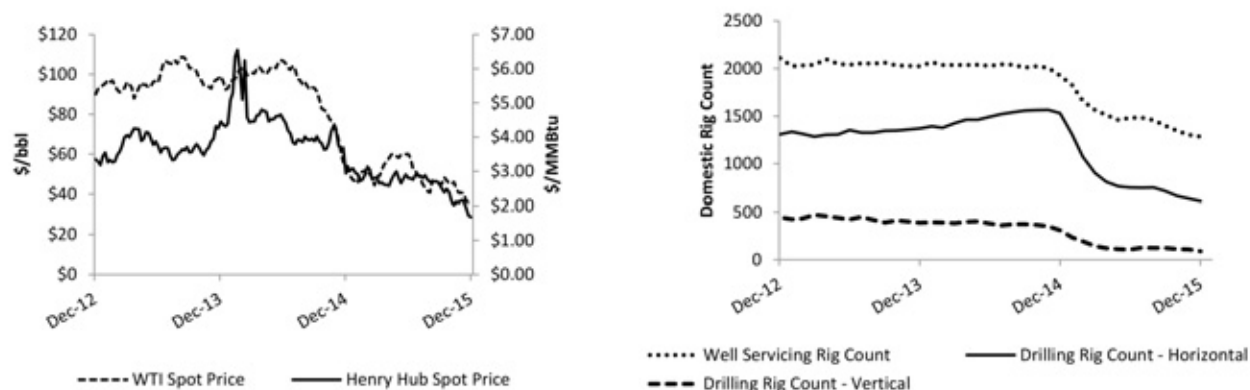 $120
$100
$80
$60
$40
$20
$0
$/bbl
$7.00
$6.00
$5.00
$4.00
$3.00
$2.00
$1.00
$0.00
$/MMBtu
Dec-12
Dec-13
Dec-14
Dec-15
WTI Spot Price
Henry Hub Spot Price
2500
2000
1500
1000
500
0
Domestic Rig Count
Dec-12
Dec-13
Dec-14
Dec-15
Well Servicing Rig Count
Drilling Rig Count - Horizontal
Drilling Rig Count - Vertical